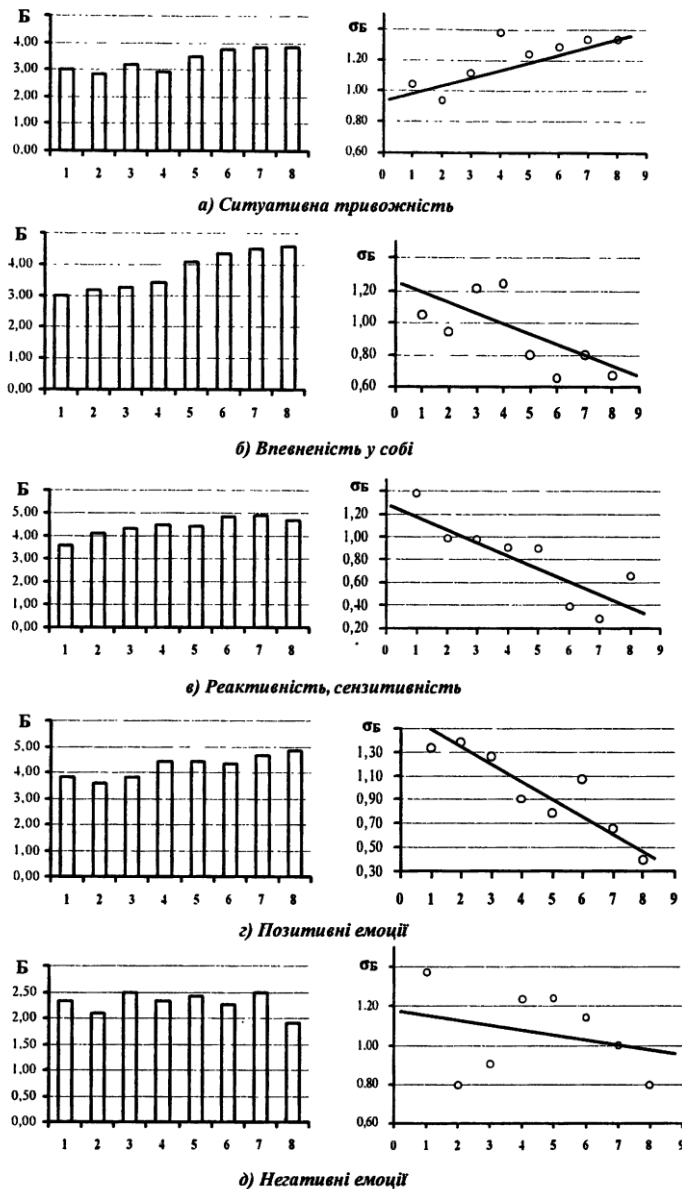 Б
4.00
3.00
2.00
1.00
0.00
1 2 3 4 5 6 7 8
σБ
1.20
1.00
0.80
0,60
0 1 2 3 4 5 6 7 8 9
а) Ситуативна тривожність
Б
4,00
3,00
2.00
1.00
0,00
1 2 3 4 5 6 7 8
σБ
1,20
1,00
0,80
0,60
0 1 2 3 4 5 6 7 8 9
б) Впевненість у собі
Б
5,00
4,00
3,00
2,00
1,00
0,00
1 2 3 4 5 6 7 8
σБ
1,20
1,00
0,80
0,60
0,40
0,20
0 1 2 3 4 5 6 7 8 9
в) Реактивність, сензитивність
Б
5,00
4,00
3,00
2,00
1,00
0,00
1 2 3 4 5 6 7 8
σБ
1,30
1,10
0,90
0,70
0,50
0,30
0 1 2 3 4 5 6 7 8 9
г) Позитивні емоції
Б
2,50
2,00
1,50
1,00
0,50
0,00
1 2 3 4 5 6 7 8
σБ
1.20
1.00
0.80
0,60
0 1 2 3 4 5 6 7 8 9
д) Негативні емоції